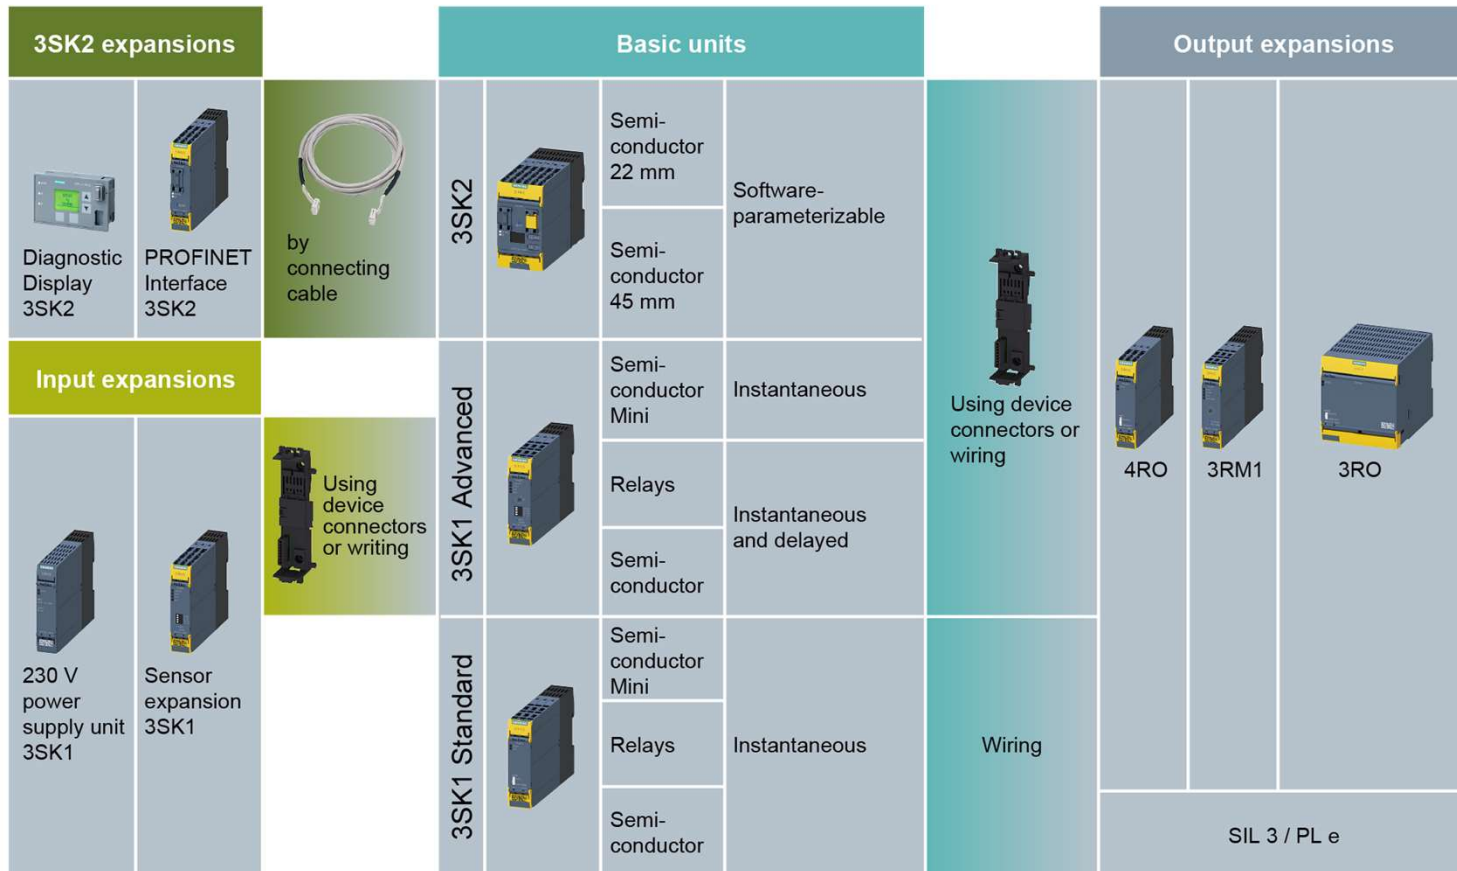 3SK2 expansions
Basic units
Output expansions
Diagnostic
Display
3SK2
PROFINET
Interface
3SK2
by
connecting
cable
3SK2
Semi-
conductor
22 mm
Semi-
conductor
45 mm
Software-
parameterizable
Input expansions
230 V
power
supply unit
3SK1
Sensor
expansion
3SK1
Using
device
connectors
or writing
3SK1 Advanced
Semi-
conductor
Mini
Instantaneous
Relays
Semi-
conductor
Instantaneous
and delayed
3SK1 Standard
Semi-
conductor
Mini
Relays
Semi-
conductor
Instantaneous
Using device
connectors or
wiring
Wiring
4RO
3RM1
3RO
SIL 3 / PL e